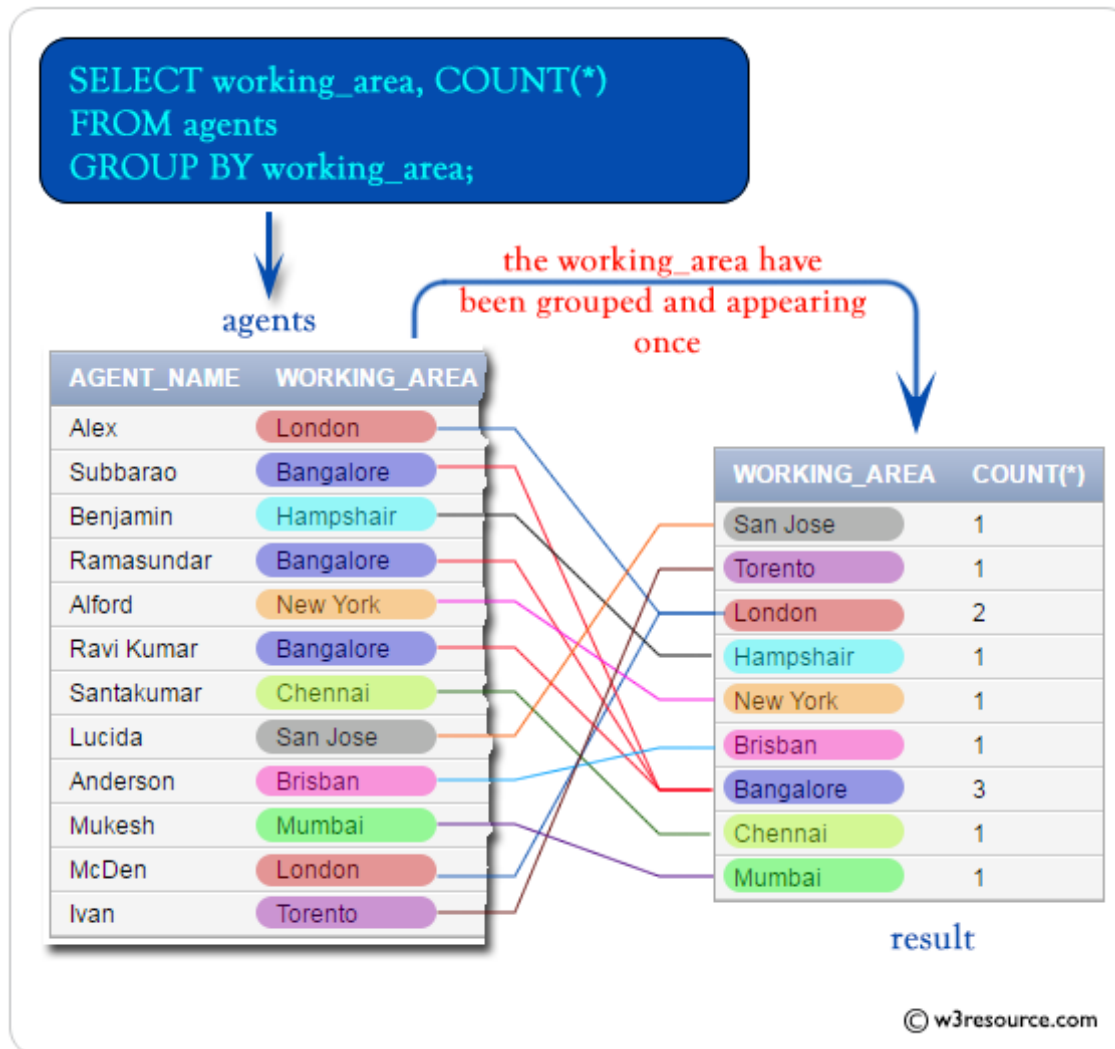 SELECT working_area, COUNT(*)
FROM agents
GROUP BY working_area;
the working_area have
been grouped and appearing
once
agents
AGENT_NAME WORKING_AREA
Alex London
Subbarao Bangalore
Benjamin Hampshair
Ramasundar Bangalore
Alford New York
Ravi Kumar Bangalore
Santakumar Chennai
Lucida San Jose
Anderson Brisban
Mukesh Mumbai
McDen London
Ivan Torento
WORKING_AREA COUNT(*)
San Jose 1
Torento 1
London 2
Hampshair 1
New York 1
Brisban 1
Bangalore 3
Chennai 1
Mumbai 1
result
© w3resource.com